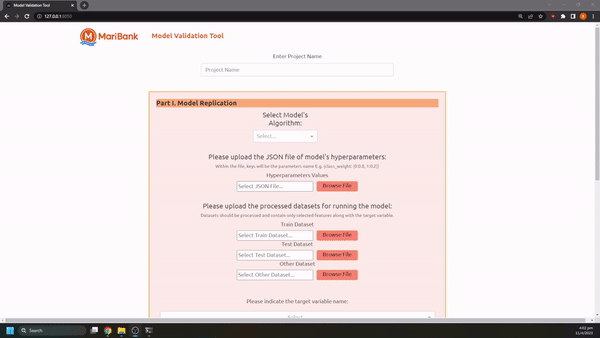 Model Validation Tool
127.0.0.1:8050
MariBank
Model Validation Tool
Enter Project Name
Project Name
Part I. Model Replication
Select Model's
Algorithm:
Select...
Please upload the JSON file of model's hyperparameters:
Within the file, keys will be the parameters name E.g. {class_weight: {0:0.0, 1:0.}}
Hyperparameters Values
Select JSON File...
Browse File
Please upload the processed datasets for running the model:
Datasets should be processed and contain only selected features along with the target variable.
Train Dataset
Select Train Dataset...
Browse File
Test Dataset
Select Test Dataset...
Browse File
Other Dataset
Select Other Dataset...
Browse File
Please indicate the target variable name:
Select...
Search
4:02 pm
11/4/2023